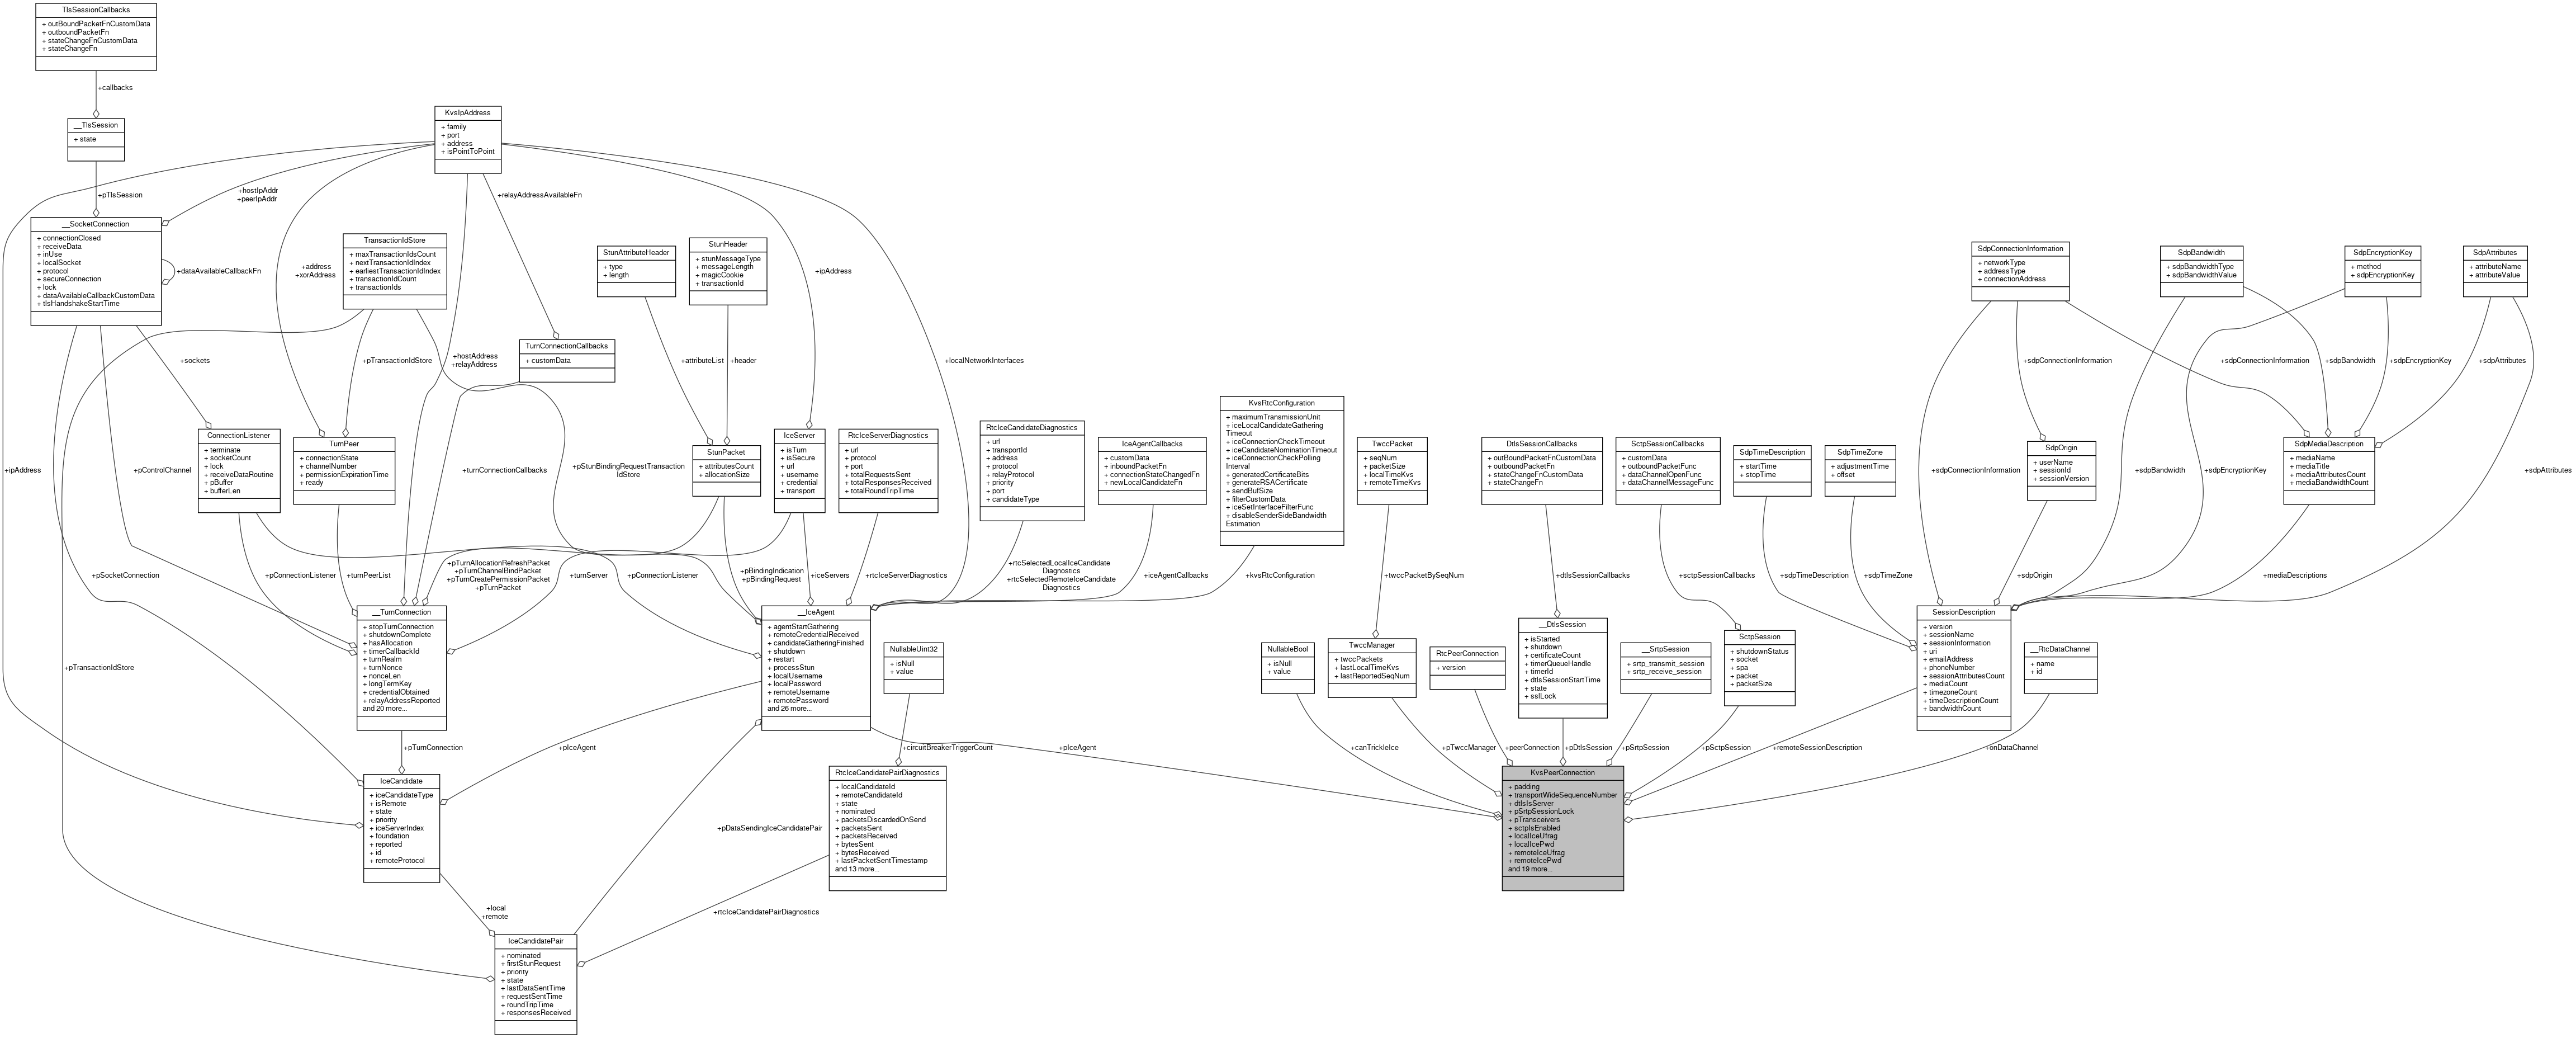 TlsSessionCallbacks
+ outBoundPacketFnCustomData
+ outboundPacketFn
+ stateChangeFnCustomData
+ stateChangeFn
+callbacks
__TlsSession
+ state
+pTlsSession
KvsIpAddress
+ family
+ port
+ address
+ isPointToPoint
+hostIpAddr
+peerIpAddr
+relayAddressAvailableFn
__SocketConnection
+ connectionClosed
+ receiveData
+ inUse
+ localSocket
+ protocol
+ secureConnection
+ lock
+ dataAvailableCallbackCustomData
+ tlsHandshakeStartTime
+dataAvailableCallbackFn
+address
+xorAddress
TransactionIdStore
+ maxTransactionIdsCount
+ nextTransactionIdIndex
+ earliestTransactionIdIndex
+ transactionIdCount
+ transactionIds
StunAttributeHeader
+ type
+ length
StunHeader
+ stunMessageType
+ messageLength
+ magicCookie
+ transactionId
+ipAddress
SdpConnectionInformation
+ networkType
+ addressType
+ connectionAddress
SdpBandwidth
+ sdpBandwidthType
+ sdpBandwidthValue
SdpEncryptionKey
+ method
+ sdpEncryptionKey
SdpAttributes
+ attributeName
+ attributeValue
+sockets
+pTransactionIdStore
+hostAddress
+relayAddress
TurnConnectionCallbacks
+ customData
+attributeList
+header
+localNetworkInterfaces
+sdpConnectionInformation
+sdpConnectionInformation
+sdpBandwidth
+sdpEncryptionKey
+sdpAttributes
+ipAddress
+pControlChannel
ConnectionListener
+ terminate
+ socketCount
+ lock
+ receiveDataRoutine
+ pBuffer
+ bufferLen
TurnPeer
+ connectionState
+ channelNumber
+ permissionExpirationTime
+ ready
+turnConnectionCallbacks
+pStunBindingRequestTransaction
IdStore
StunPacket
+ attributesCount
+ allocationSize
IceServer
+ isTurn
+ isSecure
+ url
+ username
+ credential
+ transport
RtcIceServerDiagnostics
+ url
+ protocol
+ port
+ totalRequestsSent
+ totalResponsesReceived
+ totalRoundTripTime
RtcIceCandidateDiagnostics
+ url
+ transportId
+ address
+ protocol
+ relayProtocol
+ priority
+ port
+ candidateType
IceAgentCallbacks
+ customData
+ inboundPacketFn
+ connectionStateChangedFn
+ newLocalCandidateFn
KvsRtcConfiguration
+ maximumTransmissionUnit
+ iceLocalCandidateGathering
Timeout
+ iceConnectionCheckTimeout
+ iceCandidateNominationTimeout
+ iceConnectionCheckPolling
Interval
+ generatedCertificateBits
+ generateRSACertificate
+ sendBufSize
+ filterCustomData
+ iceSetInterfaceFilterFunc
+ disableSenderSideBandwidth
Estimation
TwccPacket
+ seqNum
+ packetSize
+ localTimeKvs
+ remoteTimeKvs
DtlsSessionCallbacks
+ outBoundPacketFnCustomData
+ outboundPacketFn
+ stateChangeFnCustomData
+ stateChangeFn
SctpSessionCallbacks
+ customData
+ outboundPacketFunc
+ dataChannelOpenFunc
+ dataChannelMessageFunc
SdpTimeDescription
+ startTime
+ stopTime
SdpTimeZone
+ adjustmentTime
+ offset
+sdpConnectionInformation
SdpOrigin
+ userName
+ sessionId
+ sessionVersion
+sdpBandwidth
+sdpEncryptionKey
SdpMediaDescription
+ mediaName
+ mediaTitle
+ mediaAttributesCount
+ mediaBandwidthCount
+sdpAttributes
+pSocketConnection
+pConnectionListener
+turnPeerList
+pTurnAllocationRefreshPacket
+pTurnChannelBindPacket
+pTurnCreatePermissionPacket
+pTurnPacket
+turnServer
+pConnectionListener
+pBindingIndication
+pBindingRequest
+iceServers
+rtcIceServerDiagnostics
+rtcSelectedLocalIceCandidate
Diagnostics
+rtcSelectedRemoteIceCandidate
Diagnostics
+iceAgentCallbacks
+kvsRtcConfiguration
+twccPacketBySeqNum
+dtlsSessionCallbacks
+sctpSessionCallbacks
+sdpTimeDescription
+sdpTimeZone
+sdpOrigin
+mediaDescriptions
+pTransactionIdStore
__TurnConnection
+ stopTurnConnection
+ shutdownComplete
+ hasAllocation
+ timerCallbackId
+ turnRealm
+ turnNonce
+ nonceLen
+ longTermKey
+ credentialObtained
+ relayAddressReported
and 20 more...
__IceAgent
+ agentStartGathering
+ remoteCredentialReceived
+ candidateGatheringFinished
+ shutdown
+ restart
+ processStun
+ localUsername
+ localPassword
+ remoteUsername
+ remotePassword
and 26 more...
NullableUint32
+ isNull
+ value
NullableBool
+ isNull
+ value
TwccManager
+ twccPackets
+ lastLocalTimeKvs
+ lastReportedSeqNum
RtcPeerConnection
+ version
__DtlsSession
+ isStarted
+ shutdown
+ certificateCount
+ timerQueueHandle
+ timerId
+ dtlsSessionStartTime
+ state
+ sslLock
__SrtpSession
+ srtp_transmit_session
+ srtp_receive_session
SctpSession
+ shutdownStatus
+ socket
+ spa
+ packet
+ packetSize
SessionDescription
+ version
+ sessionName
+ sessionInformation
+ uri
+ emailAddress
+ phoneNumber
+ sessionAttributesCount
+ mediaCount
+ timezoneCount
+ timeDescriptionCount
+ bandwidthCount
__RtcDataChannel
+ name
+ id
+pTurnConnection
+pIceAgent
+circuitBreakerTriggerCount
+pIceAgent
+canTrickleIce
+pTwccManager
+peerConnection
+pDtlsSession
+pSrtpSession
+pSctpSession
+remoteSessionDescription
+onDataChannel
IceCandidate
+ iceCandidateType
+ isRemote
+ state
+ priority
+ iceServerIndex
+ foundation
+ reported
+ id
+ remoteProtocol
+pDataSendingIceCandidatePair
RtcIceCandidatePairDiagnostics
+ localCandidateId
+ remoteCandidateId
+ state
+ nominated
+ packetsDiscardedOnSend
+ packetsSent
+ packetsReceived
+ bytesSent
+ bytesReceived
+ lastPacketSentTimestamp
and 13 more...
KvsPeerConnection
+ padding
+ transportWideSequenceNumber
+ dtlsIsServer
+ pSrtpSessionLock
+ pTransceivers
+ sctpIsEnabled
+ localIceUfrag
+ localIcePwd
+ remoteIceUfrag
+ remoteIcePwd
and 19 more...
+local
+remote
+rtcIceCandidatePairDiagnostics
IceCandidatePair
+ nominated
+ firstStunRequest
+ priority
+ state
+ lastDataSentTime
+ requestSentTime
+ roundTripTime
+ responsesReceived